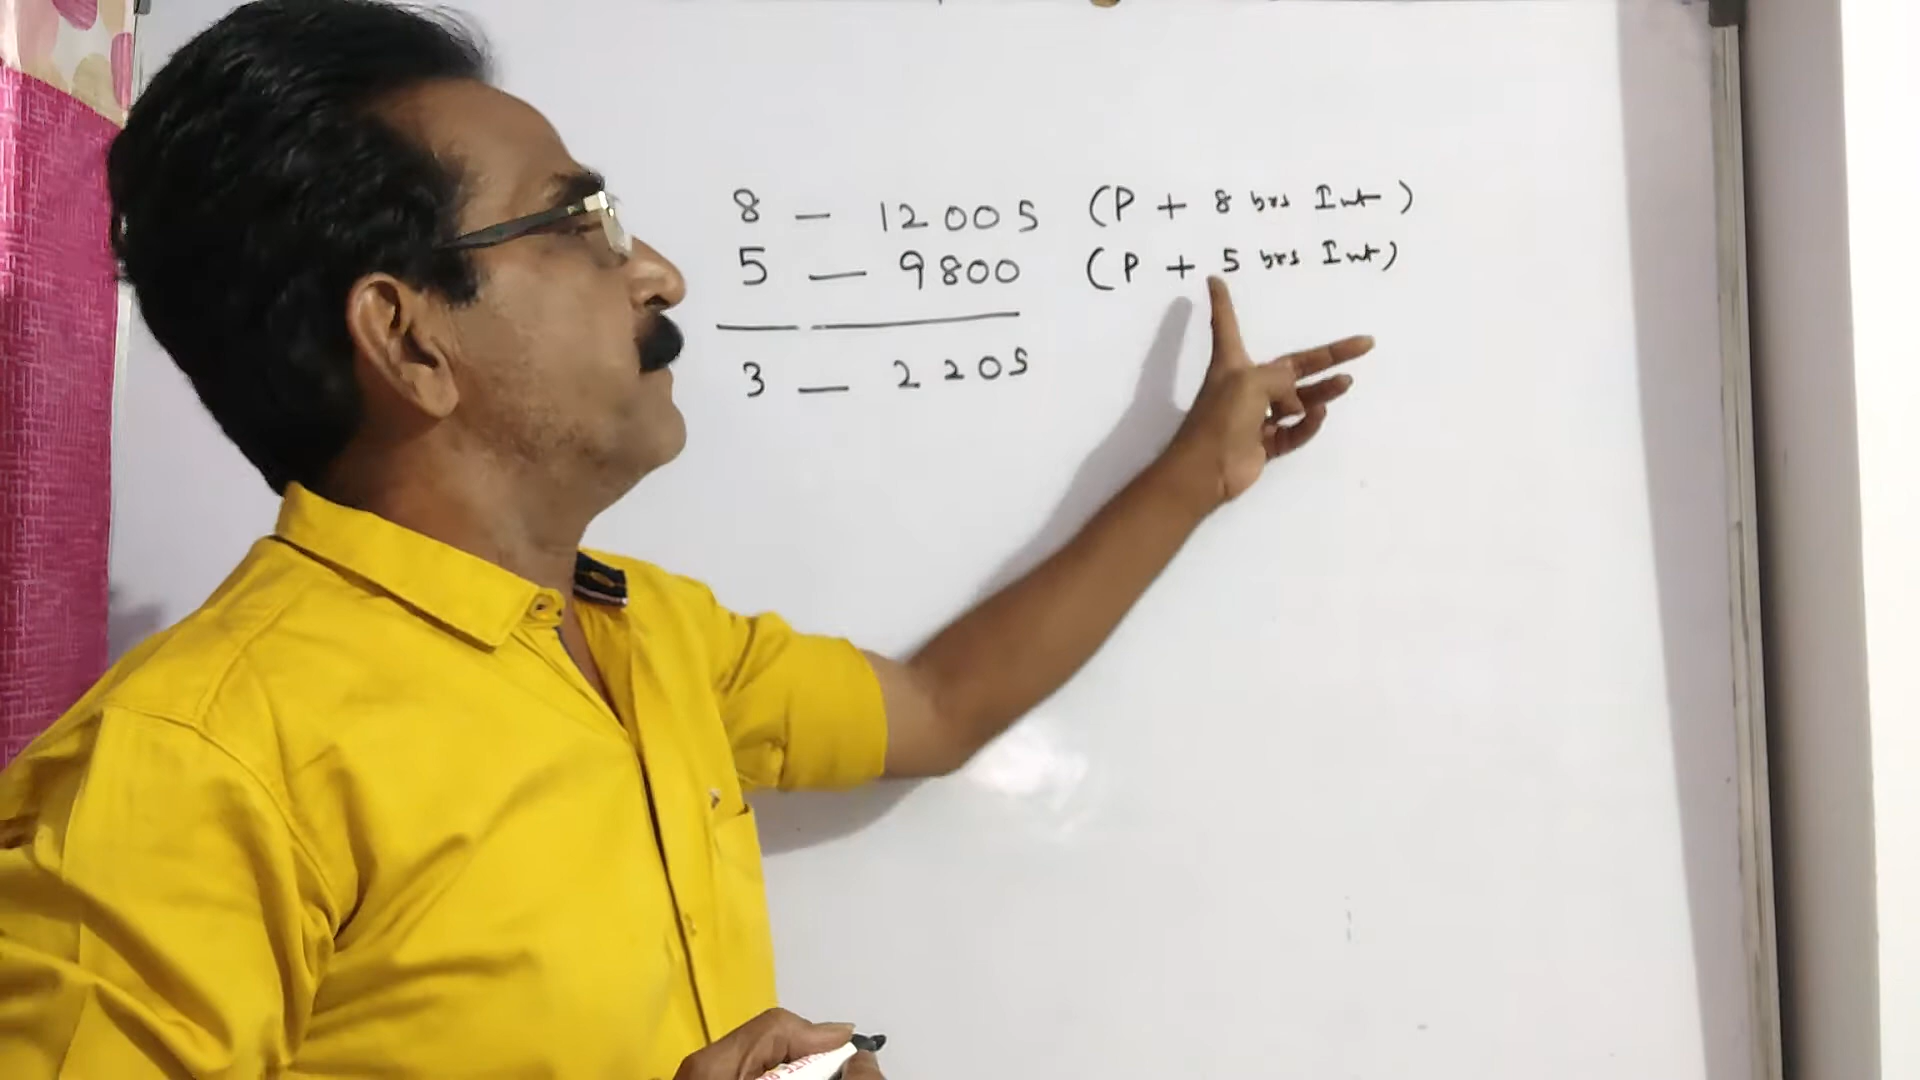 8 — 12005 (P + 8 yrs Int)
5 — 9800 (P + 5 yrs Int)
3 — 2205